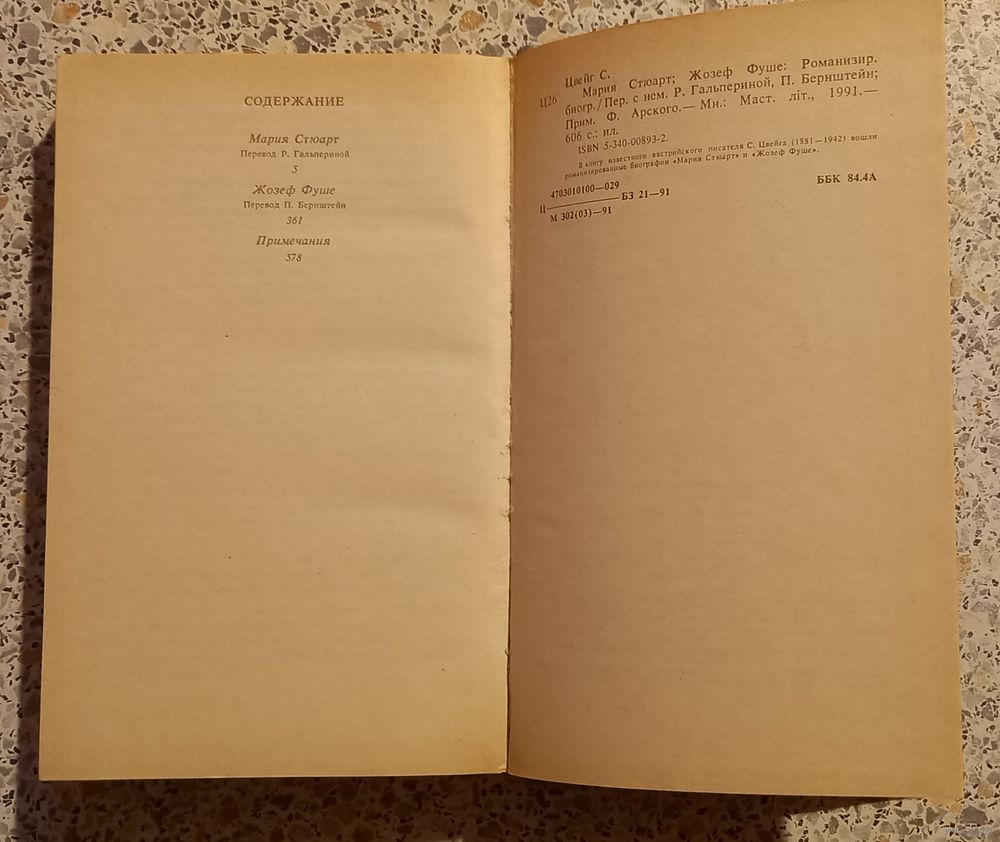 СОДЕРЖАНИЕ
Мария Стюарт
Перевод Р. Гальпериной
5
Жозеф Фуше
Перевод П. Бернштейн
361
Примечания
578
Цвейг С.
Ц26 Мария Стюарт; Жозеф Фуше: Романизир.
биогр./Пер. с нем. Р. Гальпериной, П. Бернштейн;
Прим. Ф. Арского.— Мн.: Маст. літ., 1991.—
606 с.: ил.
ISBN 5-340-00893-2.
В книгу известного австрийского писателя С. Цвейга (1881—1942) вошли
романизированные биографии «Мария Стюарт» и «Жозеф Фуше».
4703010100—029
Ц БЗ 21—91
М 302(03)—91
ББК 84.4А